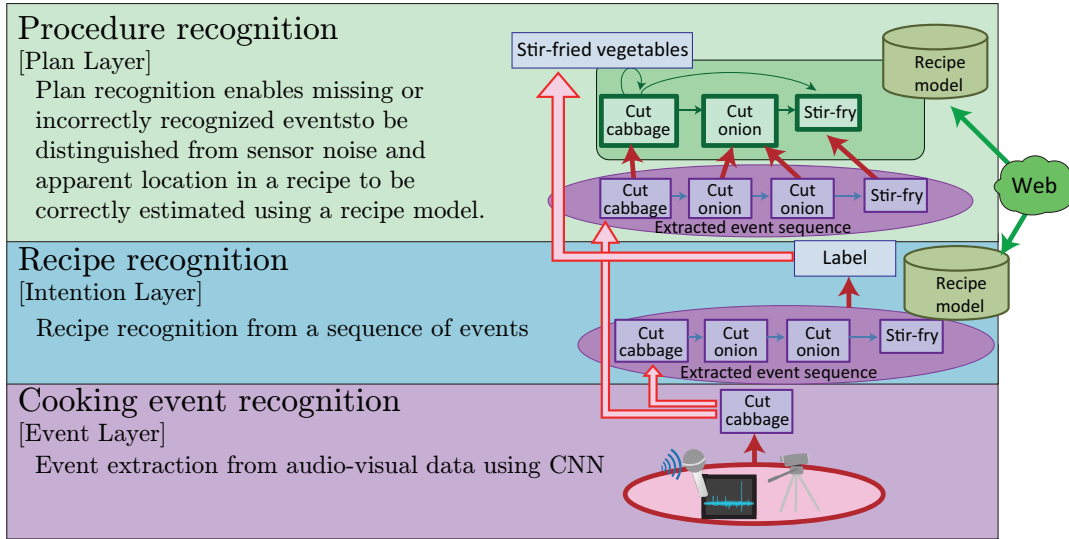 Procedure recognition
[Plan Layer]
Plan recognition enables missing or
incorrectly recognized eventsto be
distinguished from sensor noise and
apparent location in a recipe to be
correctly estimated using a recipe model.
Stir-fried vegetables
Recipe
model
Cut
cabbage
Cut
onion
Stir-fry
Cut
cabbage
Cut
onion
Cut
onion
Stir-fry
Extracted event sequence
Web
Recipe recognition
[Intention Layer]
Recipe recognition from a sequence of events
Label
Recipe
model
Cut
cabbage
Cut
onion
Cut
onion
Stir-fry
Extracted event sequence
Cooking event recognition
[Event Layer]
Event extraction from audio-visual data using CNN
Cut
cabbage